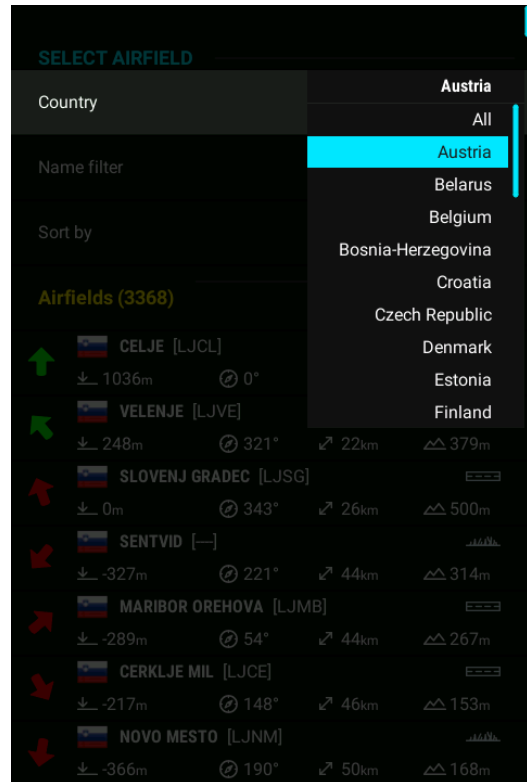 SELECT AIRFIELD
Country
Austria
All
Austria
Belarus
Belgium
Bosnia-Herzegovina
Croatia
Czech Republic
Denmark
Estonia
Finland
Name filter
Sort by
Airfields (3368)
CELJE [LJCL]
1036m 0°
VELENJE [LJVE]
248m 321° 22km 379m
SLOVENJ GRADEC [LJSG]
0m 343° 26km 500m
SENTVID [—]
-327m 221° 44km 314m
MARIBOR OREHOVA [LJMB]
-289m 54° 44km 267m
CERKLJE MIL [LJCE]
-217m 148° 46km 153m
NOVO MESTO [LJNM]
-366m 190° 50km 168m